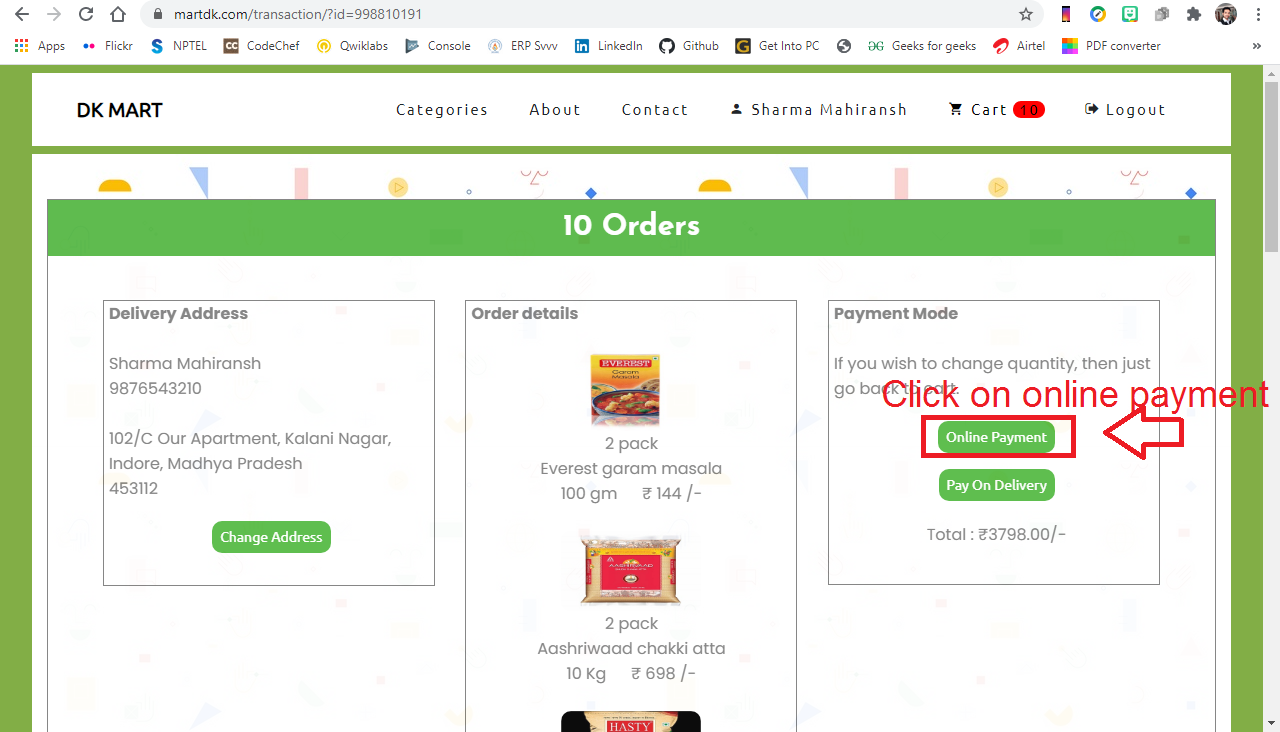 martdk.com/transaction/?id=998810191
Apps Flickr NPTEL CodeChef Qwiklabs Console ERP Svvv LinkedIn Github Get Into PC Geeks for geeks Airtel PDF converter »
DK MART Categories About Contact Sharma Mahiransh Cart 10 Logout
10 Orders
Delivery Address
Sharma Mahiransh
9876543210
102/C Our Apartment, Kalani Nagar,
Indore, Madhya Pradesh
453112
Change Address
Order details
EVEREST
Garam
Masala
2 pack
Everest garam masala
100 gm ₹ 144 /-
AASHIRVAAD
2 pack
Aashriwaad chakki atta
10 Kg ₹ 698 /-
HASTY
Payment Mode
If you wish to change quantity, then just
go back to cart.
Click on online payment
Online Payment
Pay On Delivery
Total : ₹3798.00/-